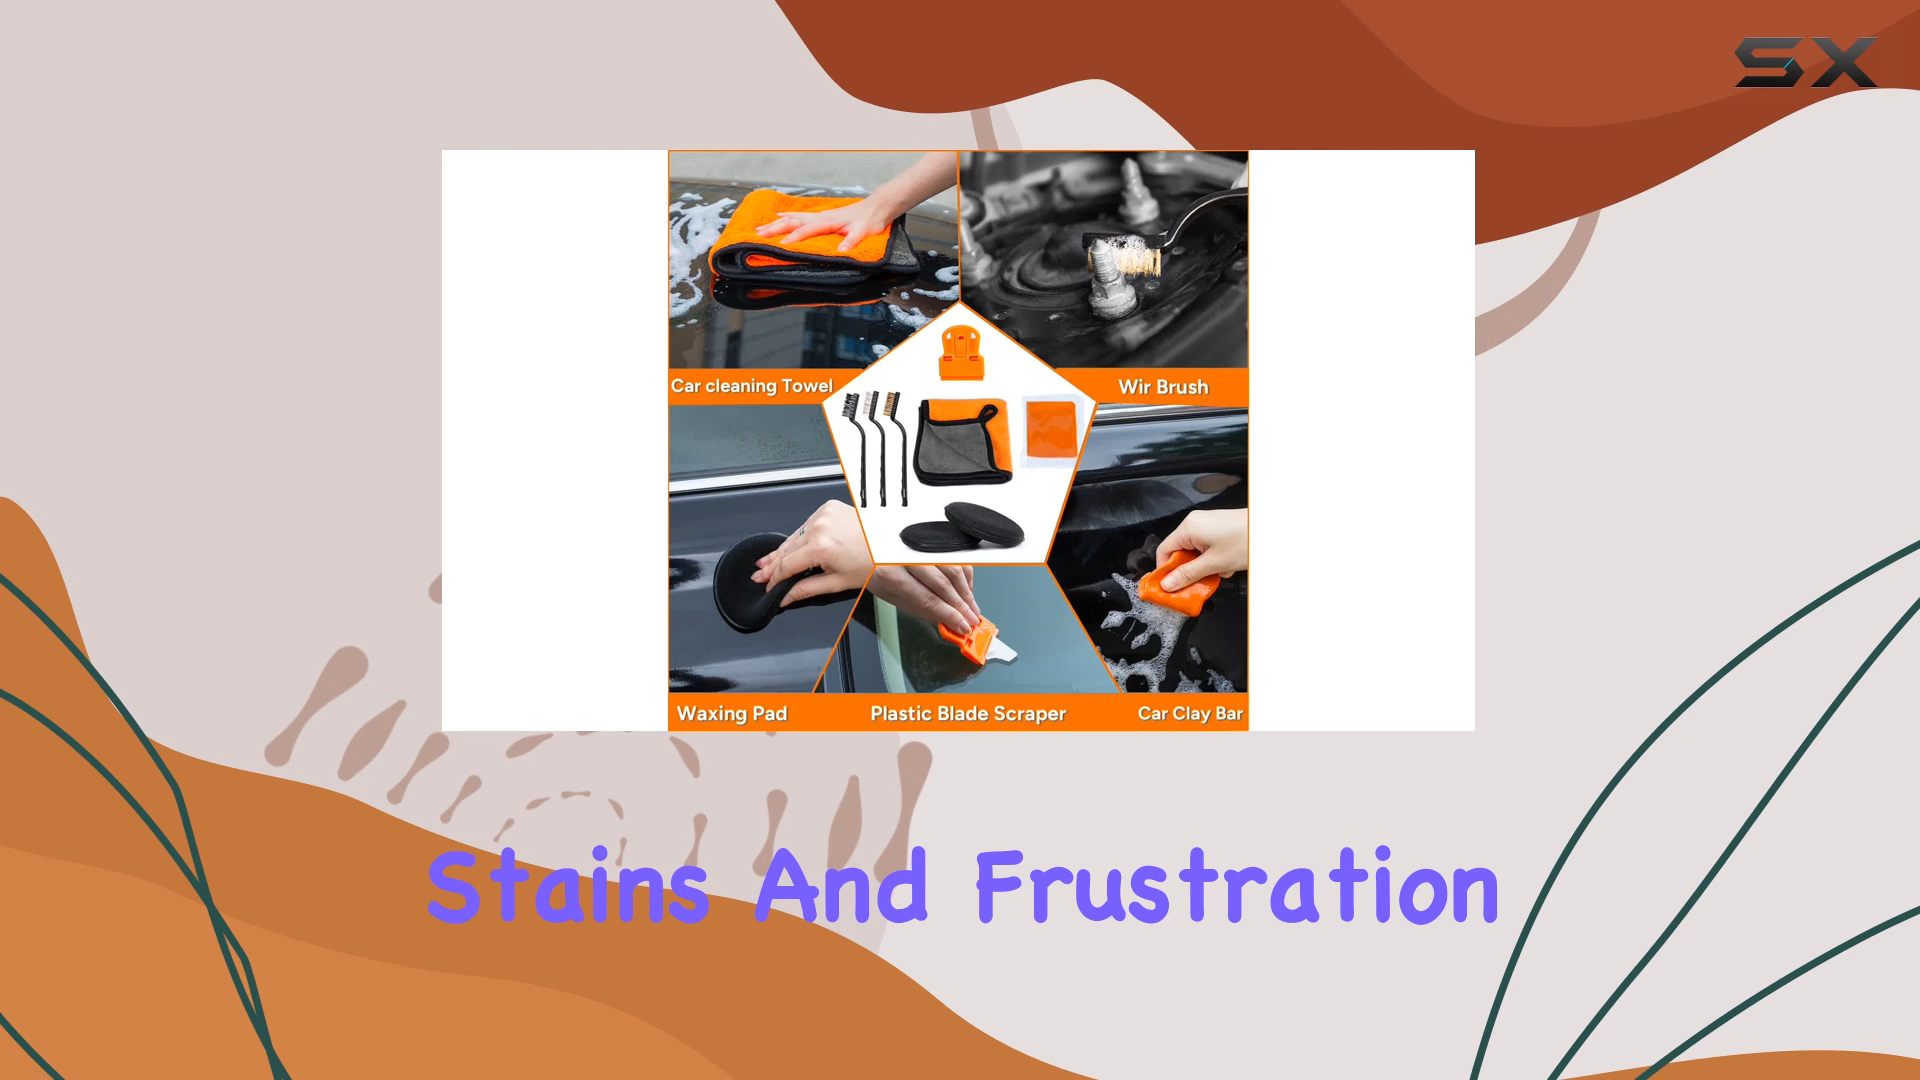 SX
Car cleaning Towel
Wir Brush
Waxing Pad
Plastic Blade Scraper
Car Clay Bar
Stains And Frustration